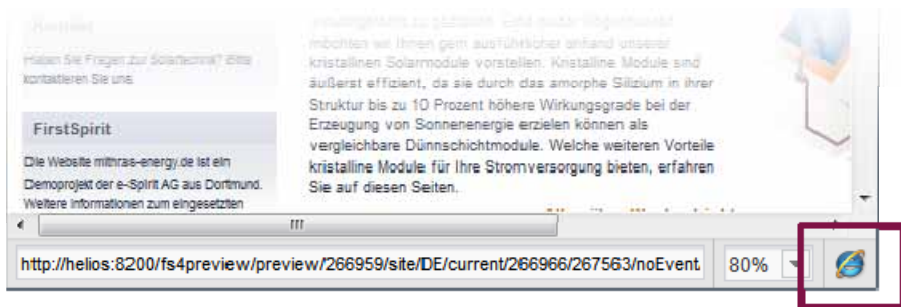 Kontakt
Haben Sie Fragen zur Solartechnik? Bitte
kontaktieren Sie uns.
FirstSpirit
Die Website mithras-energy.de ist ein
Demoprojekt der e-Spirit AG aus Dortmund.
Weitere Informationen zum eingesetzten
möchten wir Ihnen gern ausführlicher anhand unserer
kristallinen Solarmodule vorstellen. Kristalline Module sind
äußerst effizient, da sie durch das amorphe Silizium in ihrer
Struktur bis zu 10 Prozent höhere Wirkungsgrade bei der
Erzeugung von Sonnenenergie erzielen können als
vergleichbare Dünnschichtmodule. Welche weiteren Vorteile
kristalline Module für Ihre Stromversorgung bieten, erfahren
Sie auf diesen Seiten.
http://helios:8200/fs4preview/preview/266959/site/DE/current/266966/267563/noEvent.
80%